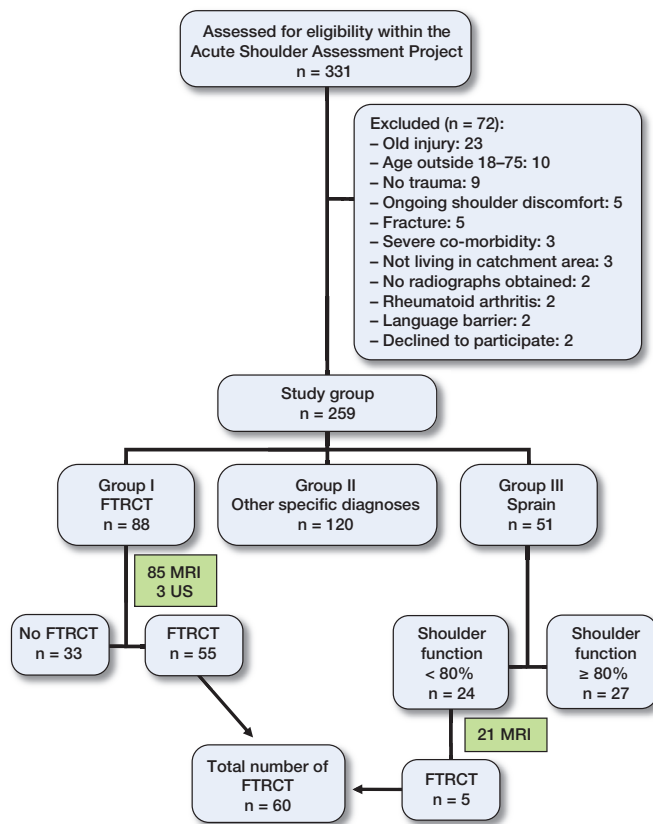 Assessed for eligibility within the
Acute Shoulder Assessment Project
n = 331
Excluded (n = 72):
– Old injury: 23
– Age outside 18–75: 10
– No trauma: 9
– Ongoing shoulder discomfort: 5
– Fracture: 5
– Severe co-morbidity: 3
– Not living in catchment area: 3
– No radiographs obtained: 2
– Rheumatoid arthritis: 2
– Language barrier: 2
– Declined to participate: 2
Study group
n = 259
Group I
FTRCT
n = 88
Group II
Other specific diagnoses
n = 120
Group III
Sprain
n = 51
85 MRI
3 US
No FTRCT
n = 33
FTRCT
n = 55
Shoulder
function
< 80%
n = 24
Shoulder
function
≥ 80%
n = 27
21 MRI
Total number of
FTRCT
n = 60
FTRCT
n = 5